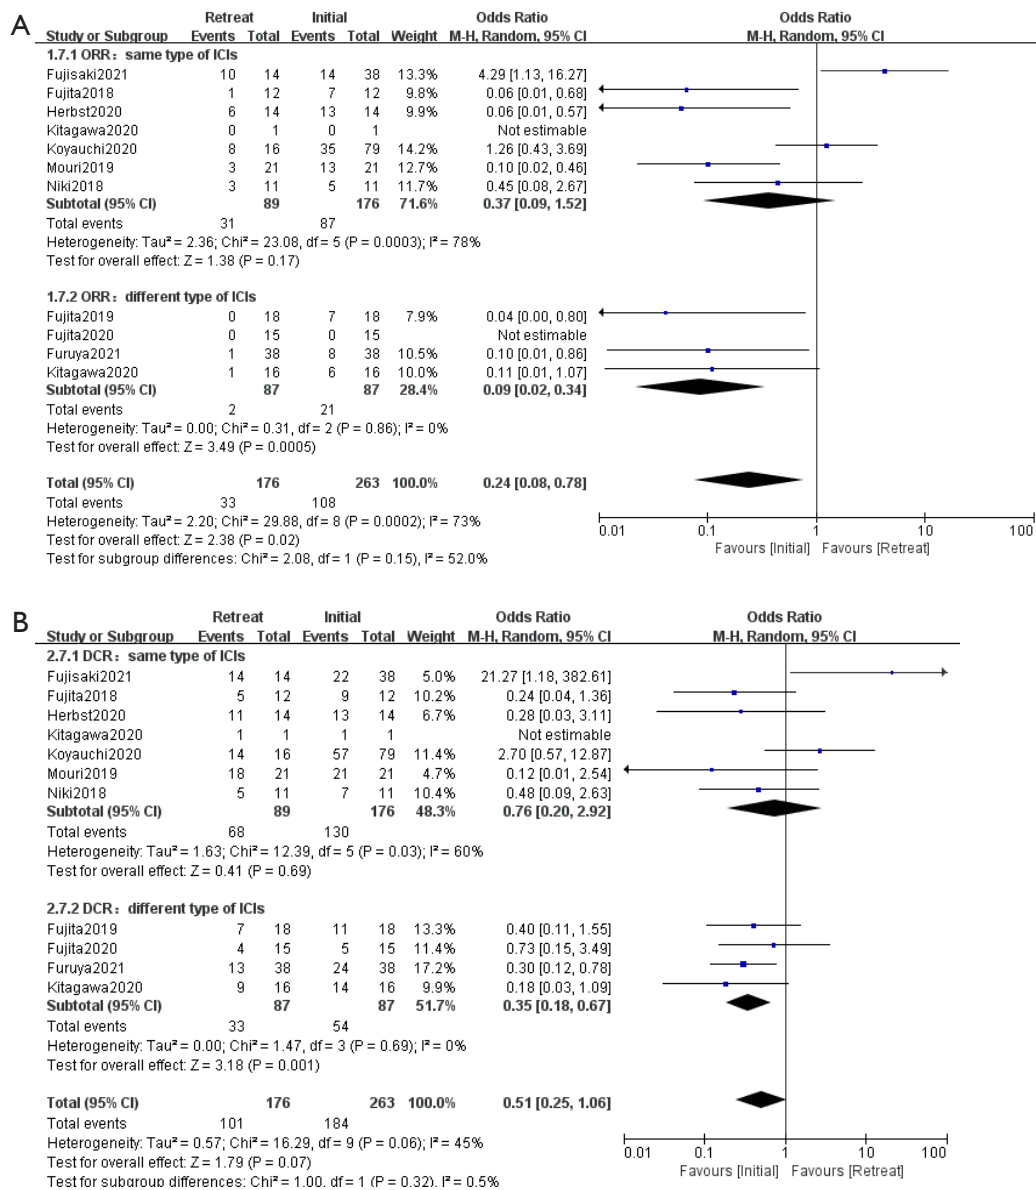 A
Retreat Initial Odds Ratio Odds Ratio
Study or Subgroup Events Total Events Total Weight M-H, Random, 95% CI M-H, Random, 95% CI
1.7.1 ORR： same type of ICIs
Fujisaki2021 10 14 14 38 13.3% 4.29 [1.13, 16.27]
Fujita2018 1 12 7 12 9.8% 0.06 [0.01, 0.68]
Herbst2020 6 14 13 14 9.9% 0.06 [0.01, 0.57]
Kitagawa2020 0 1 0 1 Not estimable
Koyauchi2020 8 16 35 79 14.2% 1.26 [0.43, 3.69]
Mouri2019 3 21 13 21 12.7% 0.10 [0.02, 0.46]
Niki2018 3 11 5 11 11.7% 0.45 [0.08, 2.67]
Subtotal (95% CI) 89 176 71.6% 0.37 [0.09, 1.52]
Total events 31 87
Heterogeneity: Tau² = 2.36; Chi² = 23.08, df = 5 (P = 0.0003); I² = 78%
Test for overall effect: Z = 1.38 (P = 0.17)
1.7.2 ORR： different type of ICIs
Fujita2019 0 18 7 18 7.9% 0.04 [0.00, 0.80]
Fujita2020 0 15 0 15 Not estimable
Furuya2021 1 38 8 38 10.5% 0.10 [0.01, 0.86]
Kitagawa2020 1 16 6 16 10.0% 0.11 [0.01, 1.07]
Subtotal (95% CI) 87 87 28.4% 0.09 [0.02, 0.34]
Total events 2 21
Heterogeneity: Tau² = 0.00; Chi² = 0.31, df = 2 (P = 0.86); I² = 0%
Test for overall effect: Z = 3.49 (P = 0.0005)
Total (95% CI) 176 263 100.0% 0.24 [0.08, 0.78]
Total events 33 108
Heterogeneity: Tau² = 2.20; Chi² = 29.88, df = 8 (P = 0.0002); I² = 73%
Test for overall effect: Z = 2.38 (P = 0.02)
Test for subgroup differences: Chi² = 2.08, df = 1 (P = 0.15), I² = 52.0%
0.01 0.1 1 10 100
Favours [Initial] Favours [Retreat]
B
Retreat Initial Odds Ratio Odds Ratio
Study or Subgroup Events Total Events Total Weight M-H, Random, 95% CI M-H, Random, 95% CI
2.7.1 DCR： same type of ICIs
Fujisaki2021 14 14 22 38 5.0% 21.27 [1.18, 382.61]
Fujita2018 5 12 9 12 10.2% 0.24 [0.04, 1.36]
Herbst2020 11 14 13 14 6.7% 0.28 [0.03, 3.11]
Kitagawa2020 1 1 1 1 Not estimable
Koyauchi2020 14 16 57 79 11.4% 2.70 [0.57, 12.87]
Mouri2019 18 21 21 21 4.7% 0.12 [0.01, 2.54]
Niki2018 5 11 7 11 10.4% 0.48 [0.09, 2.63]
Subtotal (95% CI) 89 176 48.3% 0.76 [0.20, 2.92]
Total events 68 130
Heterogeneity: Tau² = 1.63; Chi² = 12.39, df = 5 (P = 0.03); I² = 60%
Test for overall effect: Z = 0.41 (P = 0.69)
2.7.2 DCR： different type of ICIs
Fujita2019 7 18 11 18 13.3% 0.40 [0.11, 1.55]
Fujita2020 4 15 5 15 11.4% 0.73 [0.15, 3.49]
Furuya2021 13 38 24 38 17.2% 0.30 [0.12, 0.78]
Kitagawa2020 9 16 14 16 9.9% 0.18 [0.03, 1.09]
Subtotal (95% CI) 87 87 51.7% 0.35 [0.18, 0.67]
Total events 33 54
Heterogeneity: Tau² = 0.00; Chi² = 1.47, df = 3 (P = 0.69); I² = 0%
Test for overall effect: Z = 3.18 (P = 0.001)
Total (95% CI) 176 263 100.0% 0.51 [0.25, 1.06]
Total events 101 184
Heterogeneity: Tau² = 0.57; Chi² = 16.29, df = 9 (P = 0.06); I² = 45%
Test for overall effect: Z = 1.79 (P = 0.07)
Test for subgroup differences: Chi² = 1.00, df = 1 (P = 0.32), I² = 0.5%
0.01 0.1 1 10 100
Favours [Initial] Favours [Retreat]